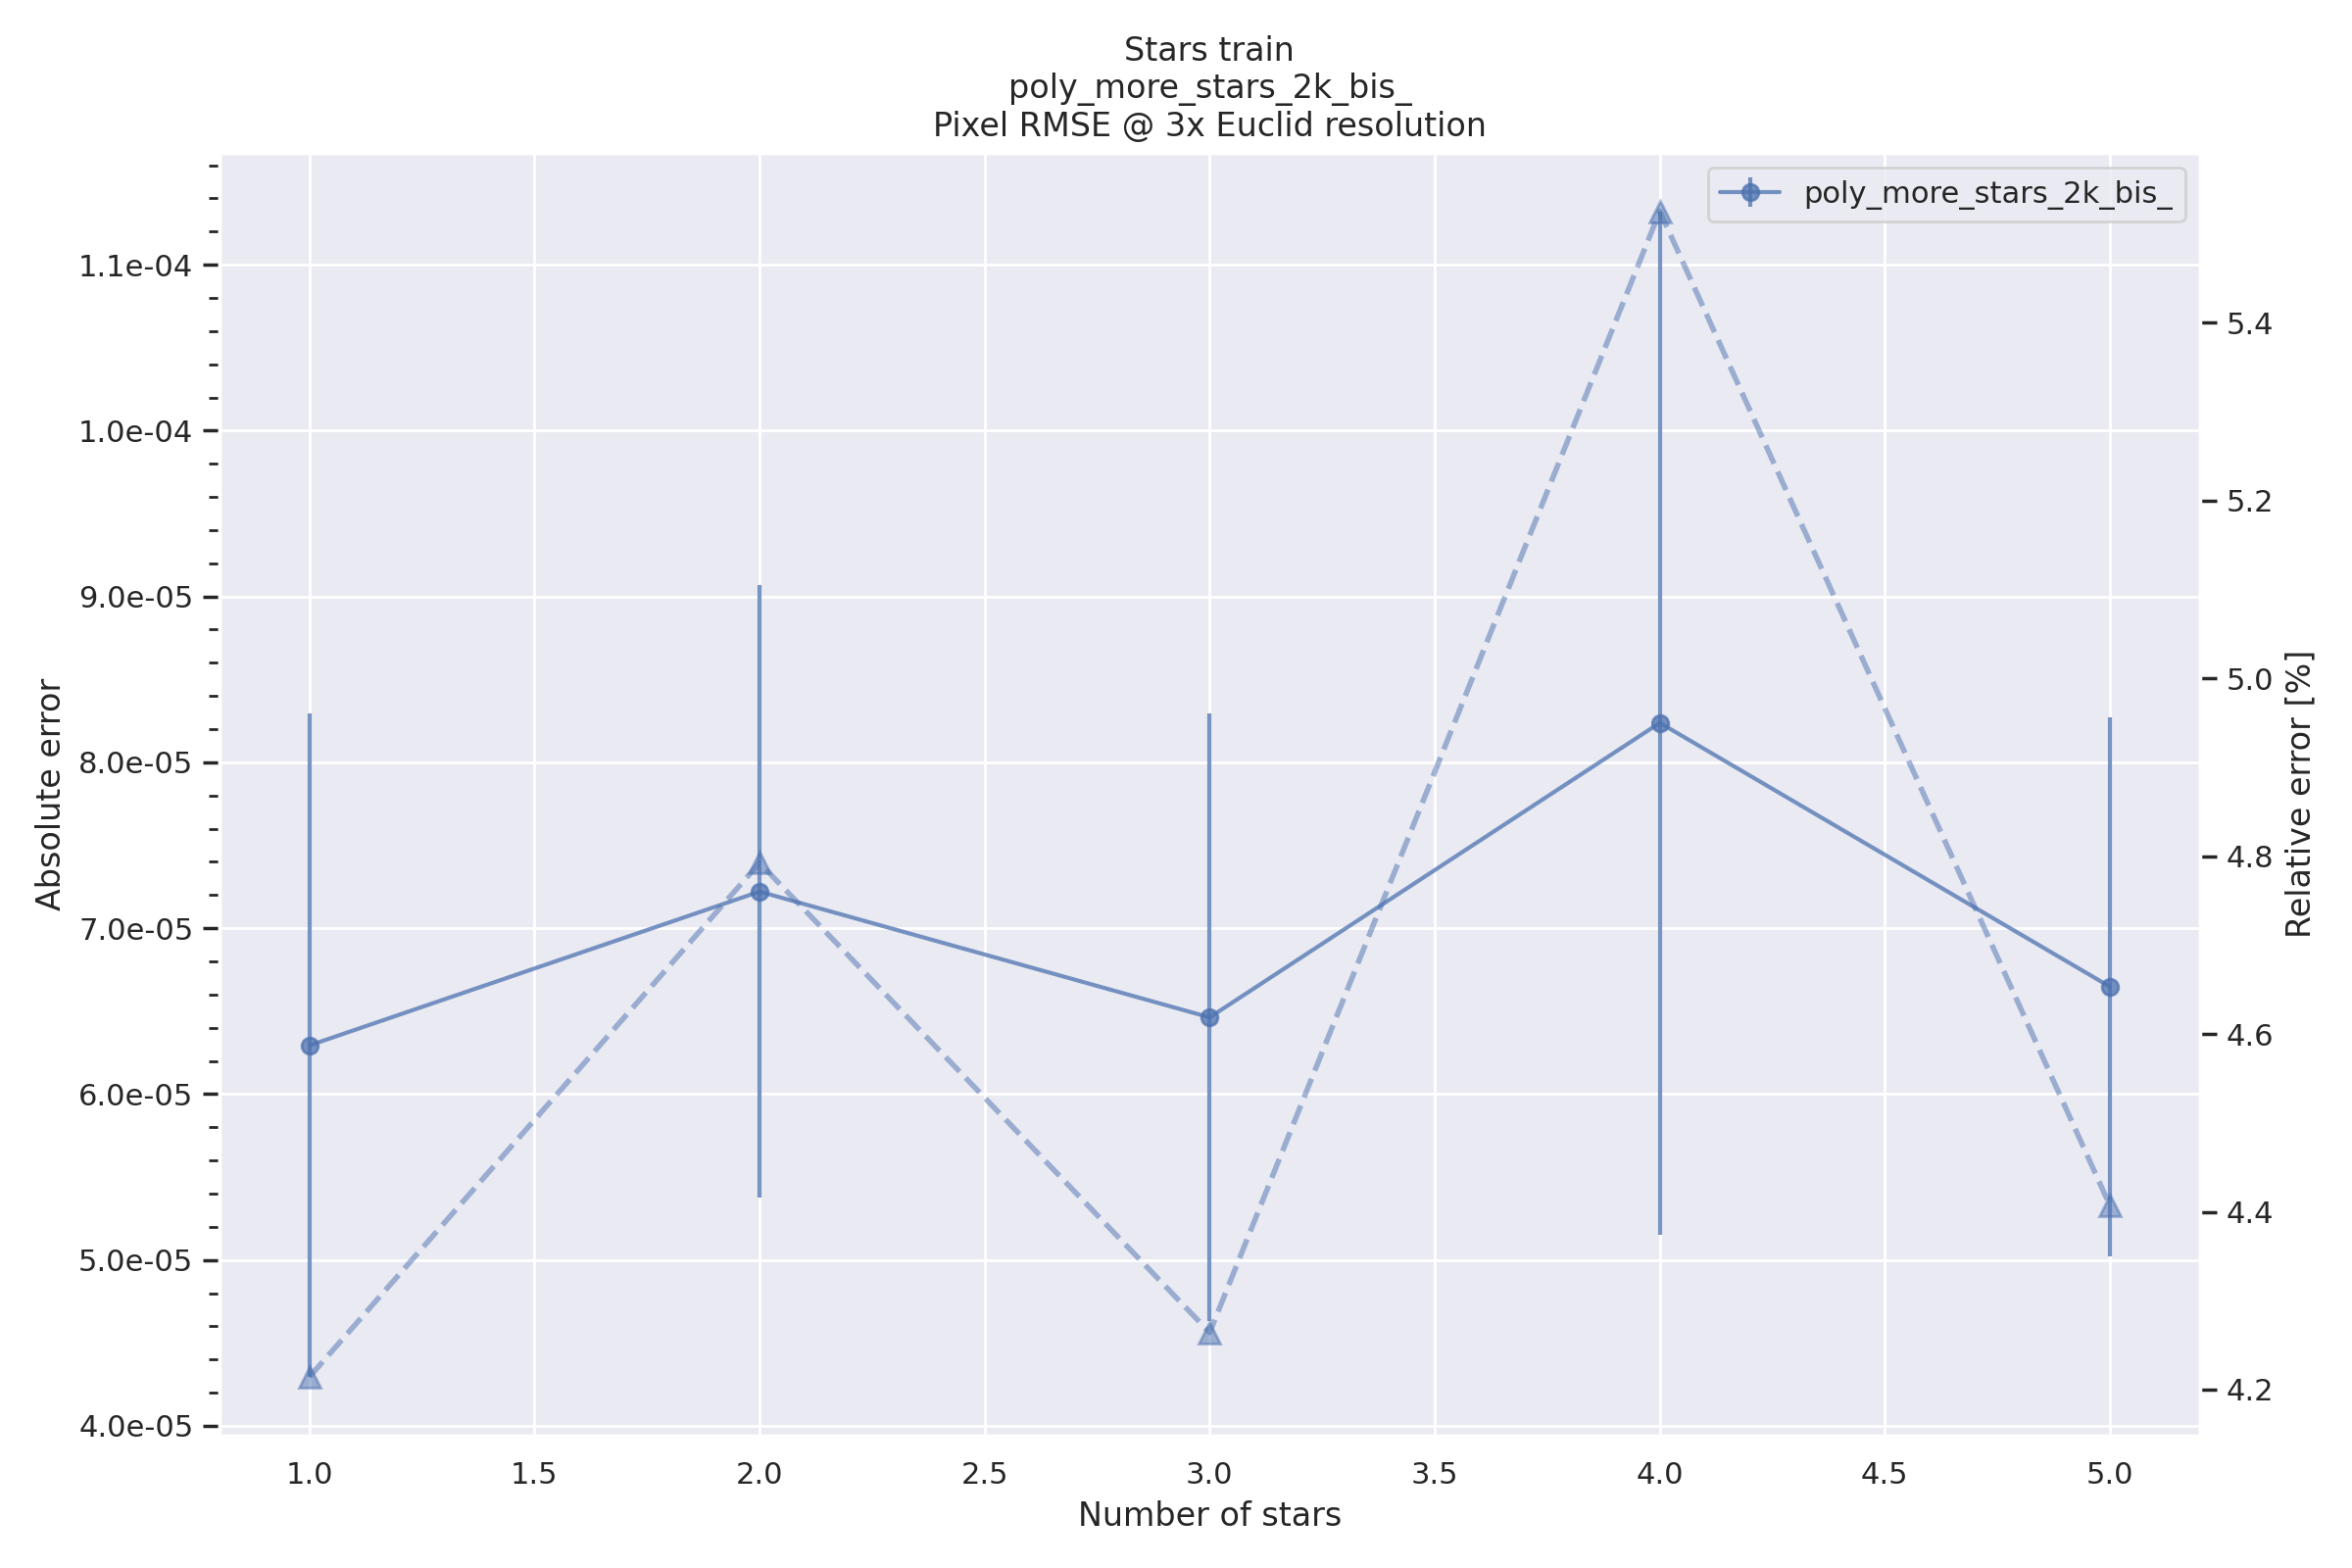 Stars train
poly_more_stars_2k_bis_
Pixel RMSE @ 3x Euclid resolution
poly_more_stars_2k_bis_
Absolute error
1.1e-04
1.0e-04
9.0e-05
8.0e-05
7.0e-05
6.0e-05
5.0e-05
4.0e-05
Relative error [%]
5.4
5.2
5.0
4.8
4.6
4.4
4.2
1.0 1.5 2.0 2.5 3.0 3.5 4.0 4.5 5.0
Number of stars